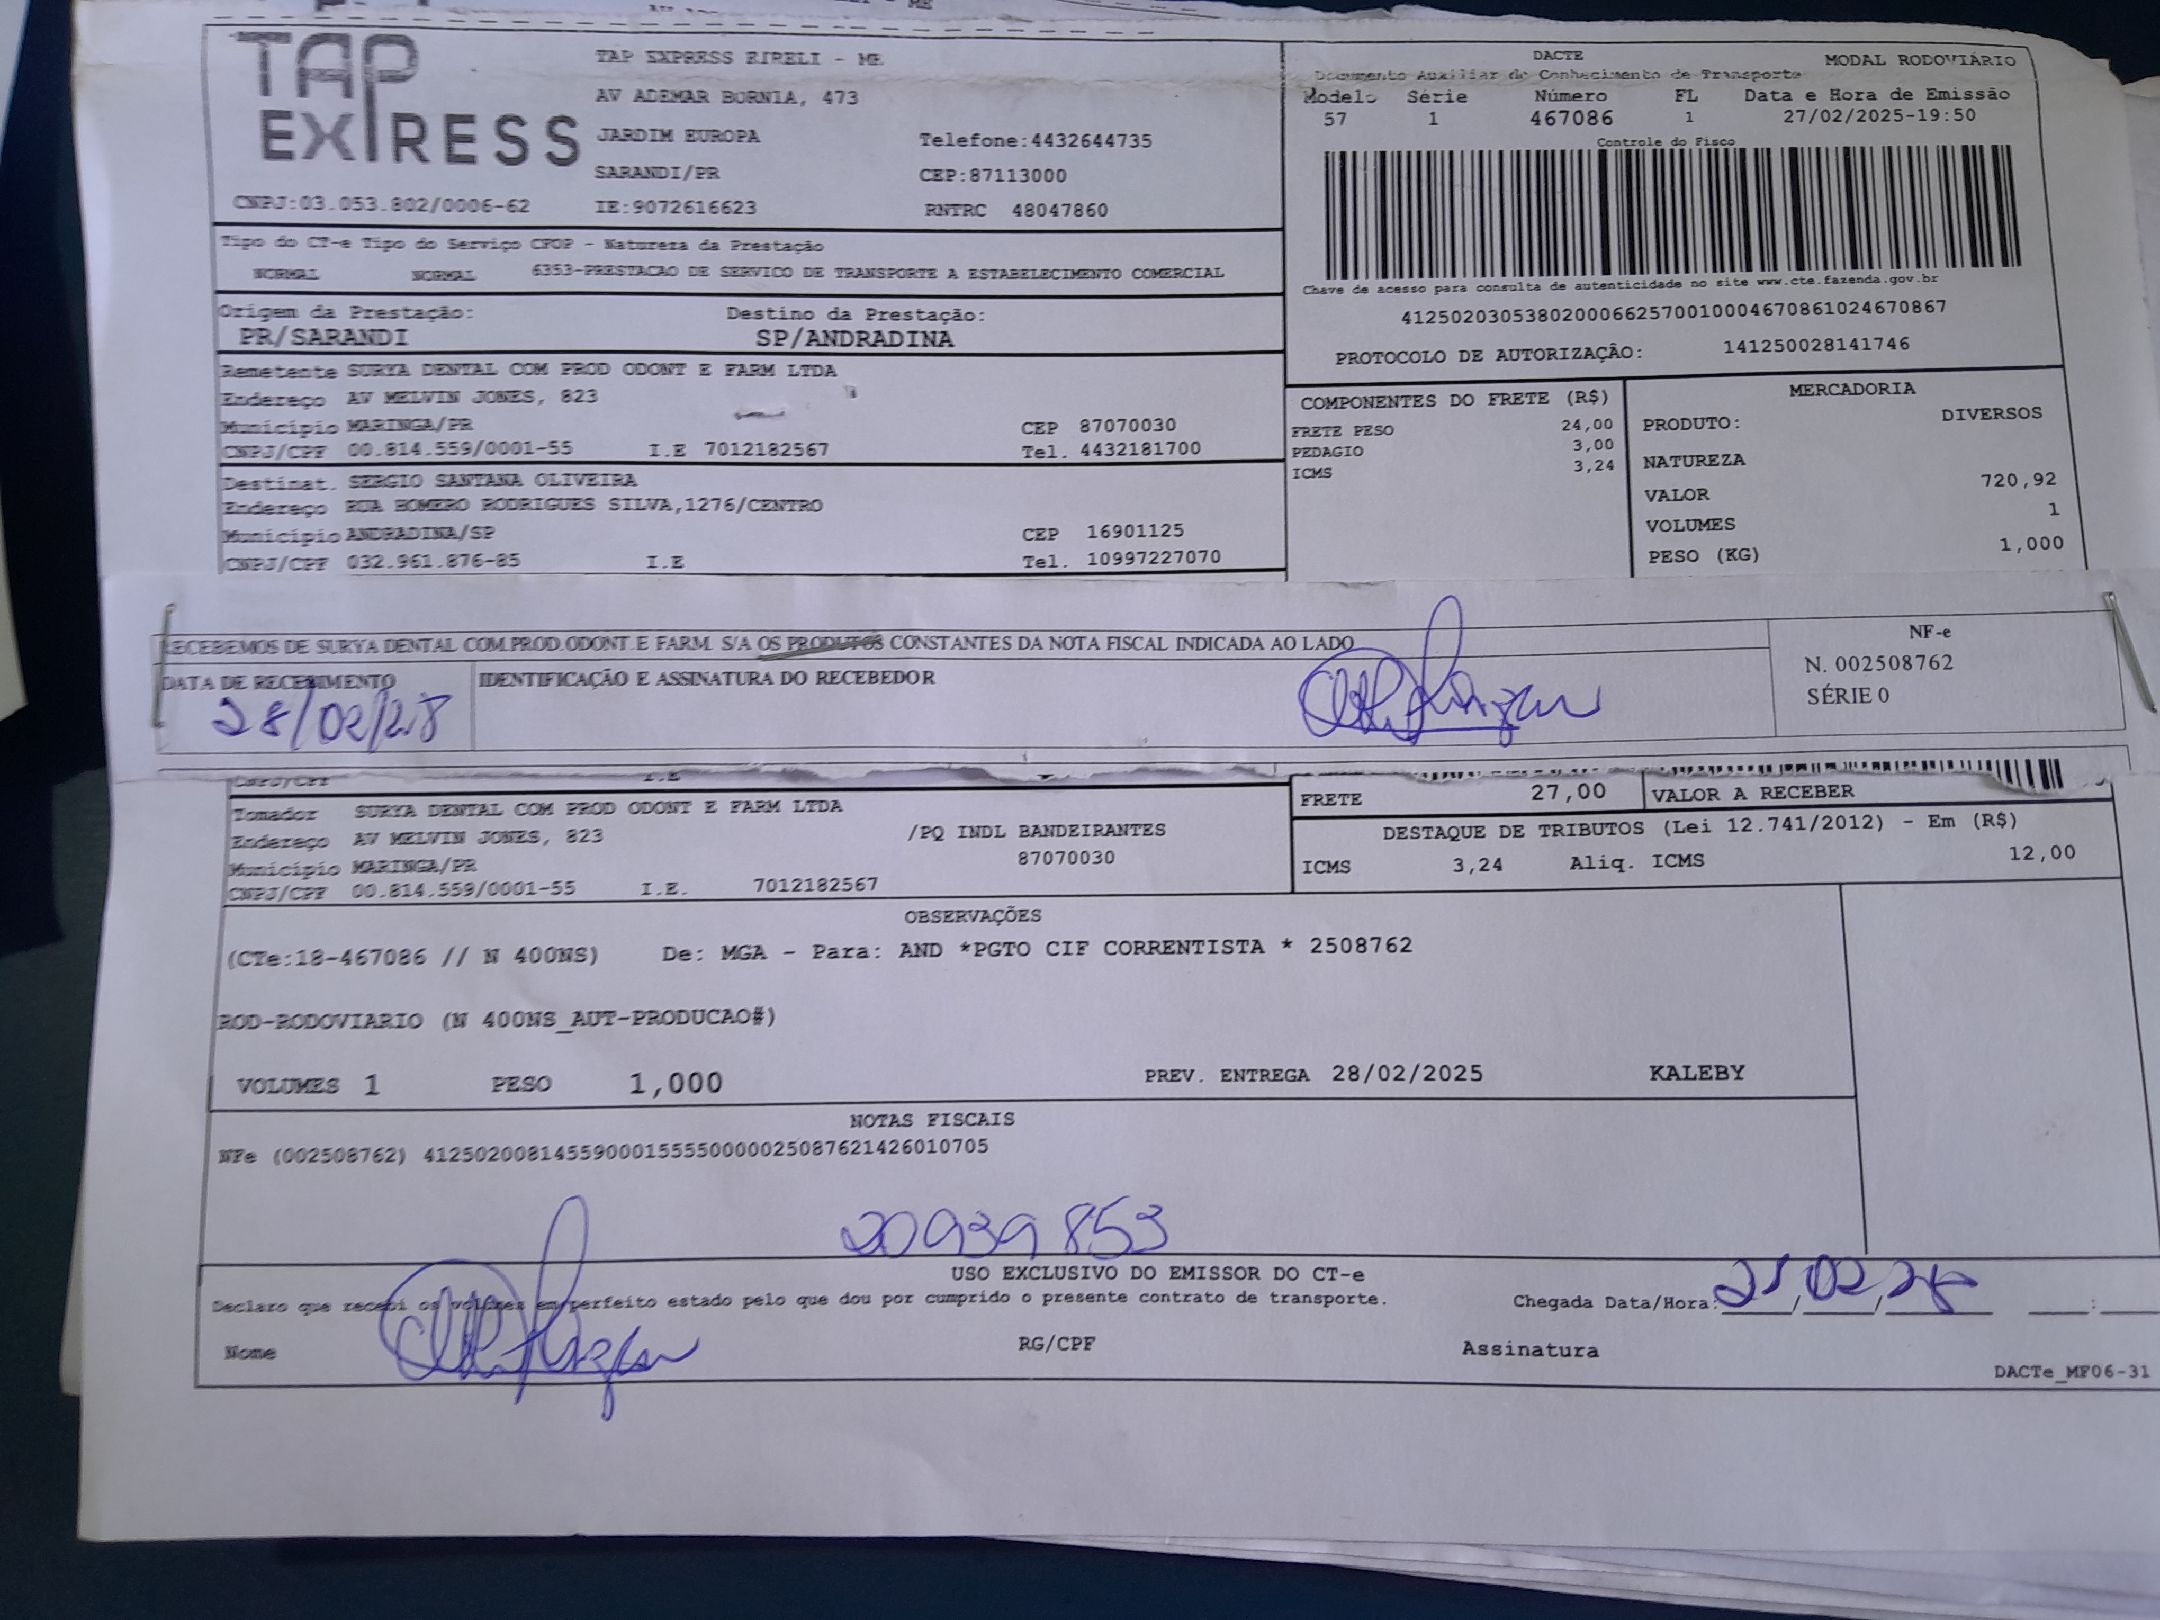 TAP EXPRESS
TAP EXPRESS EIRELI - ME
AV ADEMAR BORNIA, 473
JARDIM EUROPA Telefone:4432644735
SARANDI/PR CEP:87113000
CNPJ:03.053.802/0006-62 IE:9072616623 RNTRC 48047860
DACTE MODAL RODOVIÁRIO
Documento Auxiliar de Conhecimento de Transporte
Modelo Série Número FL Data e Hora de Emissão
57 1 467086 1 27/02/2025-19:50
Controle do Fisco
Chave de acesso para consulta de autenticidade no site www.cte.fazenda.gov.br
41250203053802000662570010004670861024670867
PROTOCOLO DE AUTORIZAÇÃO: 141250028141746
Tipo do CT-e Tipo do Serviço CFOP - Natureza da Prestação
NORMAL NORMAL 6353-PRESTACAO DE SERVICO DE TRANSPORTE A ESTABELECIMENTO COMERCIAL
Origem da Prestação: Destino da Prestação:
PR/SARANDI SP/ANDRADINA
Remetente SURYA DENTAL COM PROD ODONT E FARM LTDA
Endereço AV MELVIN JONES, 823
Município MARINGA/PR CEP 87070030
CNPJ/CPF 00.814.559/0001-55 I.E 7012182567 Tel. 4432181700
Destinat. SERGIO SANTANA OLIVEIRA
Endereço RUA HOMERO RODRIGUES SILVA,1276/CENTRO
Município ANDRADINA/SP CEP 16901125
CNPJ/CPF 032.961.876-85 I.E Tel. 10997227070
COMPONENTES DO FRETE (R$)
FRETE PESO 24,00
PEDAGIO 3,00
ICMS 3,24
MERCADORIA
PRODUTO: DIVERSOS
NATUREZA
VALOR 720,92
VOLUMES 1
PESO (KG) 1,000
RECEBEMOS DE SURYA DENTAL COM.PROD.ODONT.E FARM. S/A OS PRODUTOS CONSTANTES DA NOTA FISCAL INDICADA AO LADO
DATA DE RECEBIMENTO IDENTIFICAÇÃO E ASSINATURA DO RECEBEDOR
28/02/25
NF-e
N. 002508762
SÉRIE 0
CNPJ/CPF I.E
Tomador SURYA DENTAL COM PROD ODONT E FARM LTDA
Endereço AV MELVIN JONES, 823 /PQ INDL BANDEIRANTES
Município MARINGA/PR 87070030
CNPJ/CPF 00.814.559/0001-55 I.E. 7012182567
FRETE 27,00 VALOR A RECEBER
DESTAQUE DE TRIBUTOS (Lei 12.741/2012) - Em (R$)
ICMS 3,24 Aliq. ICMS 12,00
OBSERVAÇÕES
(CTe:18-467086 // N 400NS) De: MGA - Para: AND *PGTO CIF CORRENTISTA * 2508762
ROD-RODOVIARIO (N 400NS_AUT-PRODUCAO#)
VOLUMES 1 PESO 1,000 PREV. ENTREGA 28/02/2025 KALEBY
NOTAS FISCAIS
NFe (002508762) 41250200814559000155550000025087621426010705
20939853
USO EXCLUSIVO DO EMISSOR DO CT-e
Declaro que recebi os volumes em perfeito estado pelo que dou por cumprido o presente contrato de transporte. Chegada Data/Hora:
Nome RG/CPF Assinatura
DACTe_MF06-31